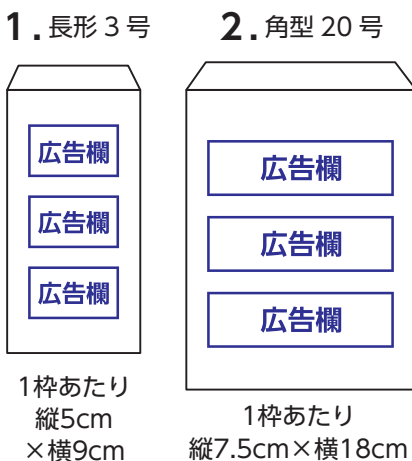 1.長形3号
広告欄
広告欄
広告欄
1枠あたり
縦5cm
×横9cm
2.角型20号
広告欄
広告欄
広告欄
1枠あたり
縦7.5cm×横18cm